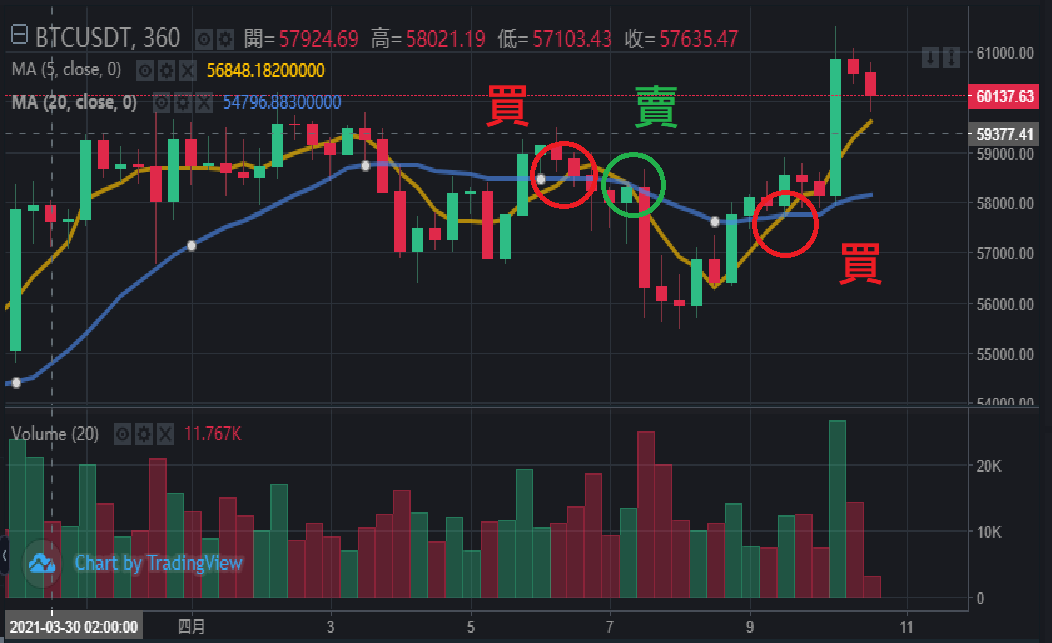 BTCUSDT, 360 開=57924.69 高=58021.19 低=57103.43 收=57635.47
MA (5, close, 0) 56848.18200000
MA (20, close, 0) 54796.88300000
買
賣
買
61000.00
60137.63
59377.41
59000.00
58000.00
57000.00
56000.00
55000.00
54000.00
Volume (20) 11.767K
20K
10K
0
Chart by TradingView
2021-03-30 02:00:00 四月 3 5 7 9 11